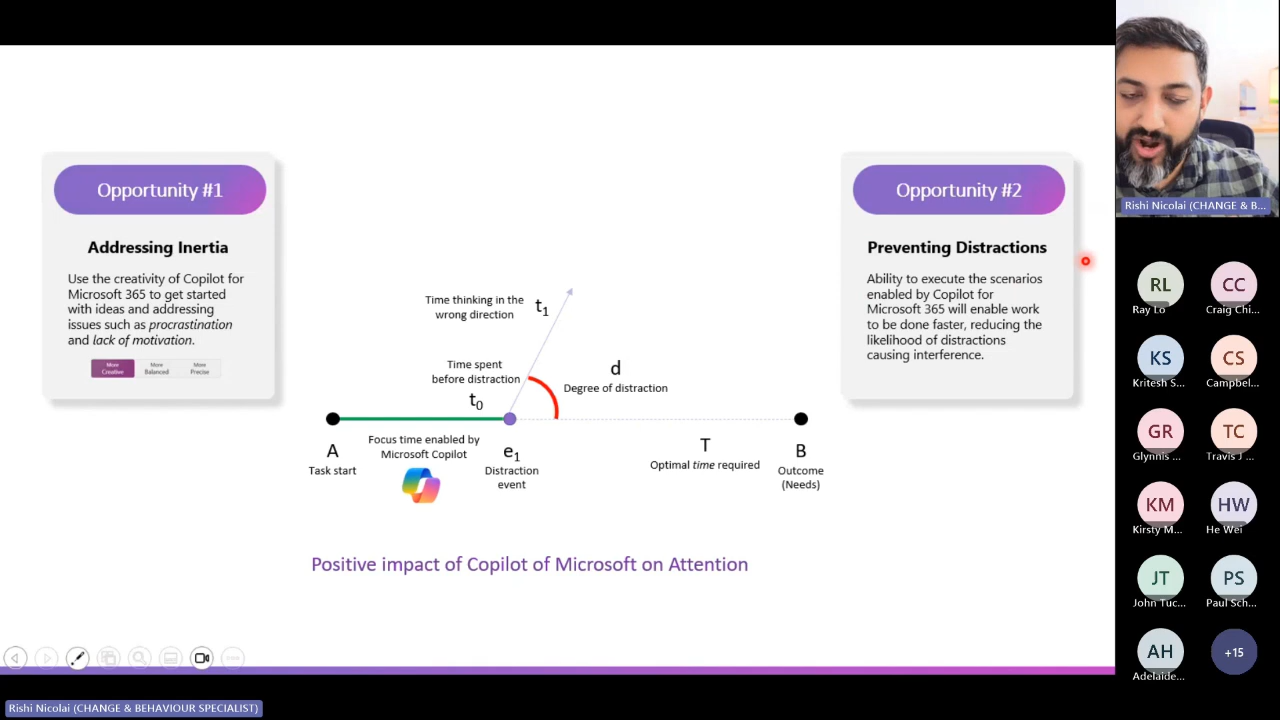 Opportunity #1
Addressing Inertia
Use the creativity of Copilot for
Microsoft 365 to get started
with ideas and addressing
issues such as procrastination
and lack of motivation.
More
Creative
More
Balanced
More
Precise
Time thinking in the
wrong direction
t1
Time spent
before distraction
t0
d
Degree of distraction
A
Task start
Focus time enabled by
Microsoft Copilot
e1
Distraction
event
T
Optimal time required
B
Outcome
(Needs)
Positive impact of Copilot of Microsoft on Attention
Opportunity #2
Preventing Distractions
Ability to execute the scenarios
enabled by Copilot for
Microsoft 365 will enable work
to be done faster, reducing the
likelihood of distractions
causing interference.
Rishi Nicolai (CHANGE & B...
RL
Ray Lo
CC
Craig Chi...
KS
Kritesh S...
CS
Campbel...
GR
Glynnis ...
TC
Travis J ...
KM
Kirsty M...
HW
He Wei
JT
John Tuc...
PS
Paul Sch...
AH
Adelaide...
+15
Rishi Nicolai (CHANGE & BEHAVIOUR SPECIALIST)